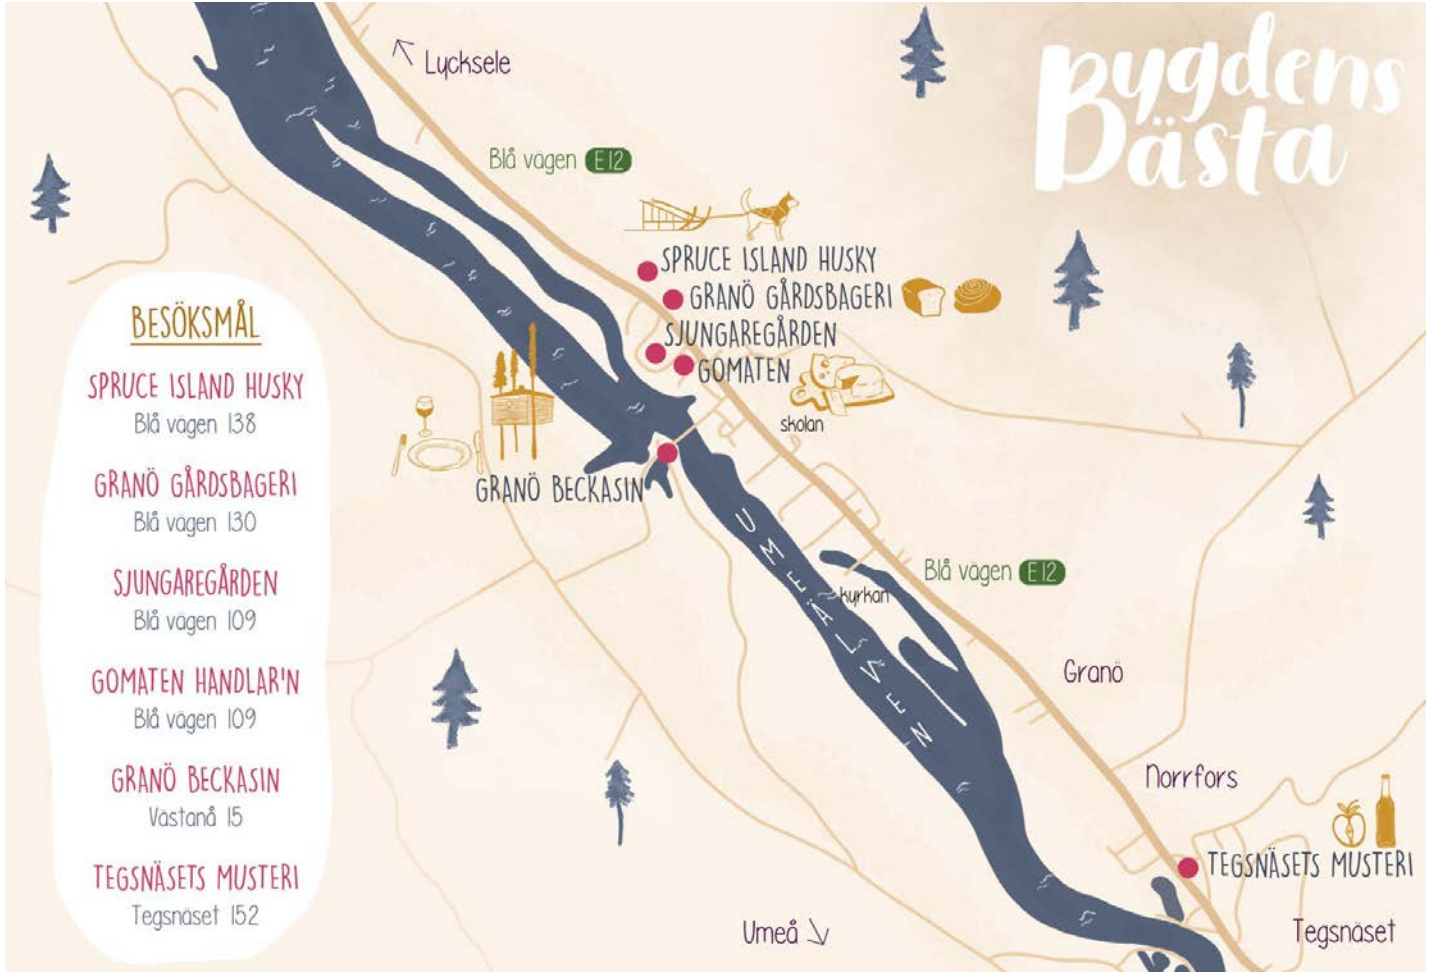 Bygdens
Bästa
Lycksele
Blå vägen E12
SPRUCE ISLAND HUSKY
GRANÖ GÅRDSBAGERI
SJUNGAREGÅRDEN
GOMATEN
skolan
GRANÖ BECKASIN
UMEÄLVEN
Blå vägen E12
kyrkan
Granö
Norrfors
TEGSNÄSETS MUSTERI
Umeå
Tegsnäset
BESÖKSMÅL
SPRUCE ISLAND HUSKY
Blå vägen 138
GRANÖ GÅRDSBAGERI
Blå vägen 130
SJUNGAREGÅRDEN
Blå vägen 109
GOMATEN HANDLAR'N
Blå vägen 109
GRANÖ BECKASIN
Västanå 15
TEGSNÄSETS MUSTERI
Tegsnäset 152